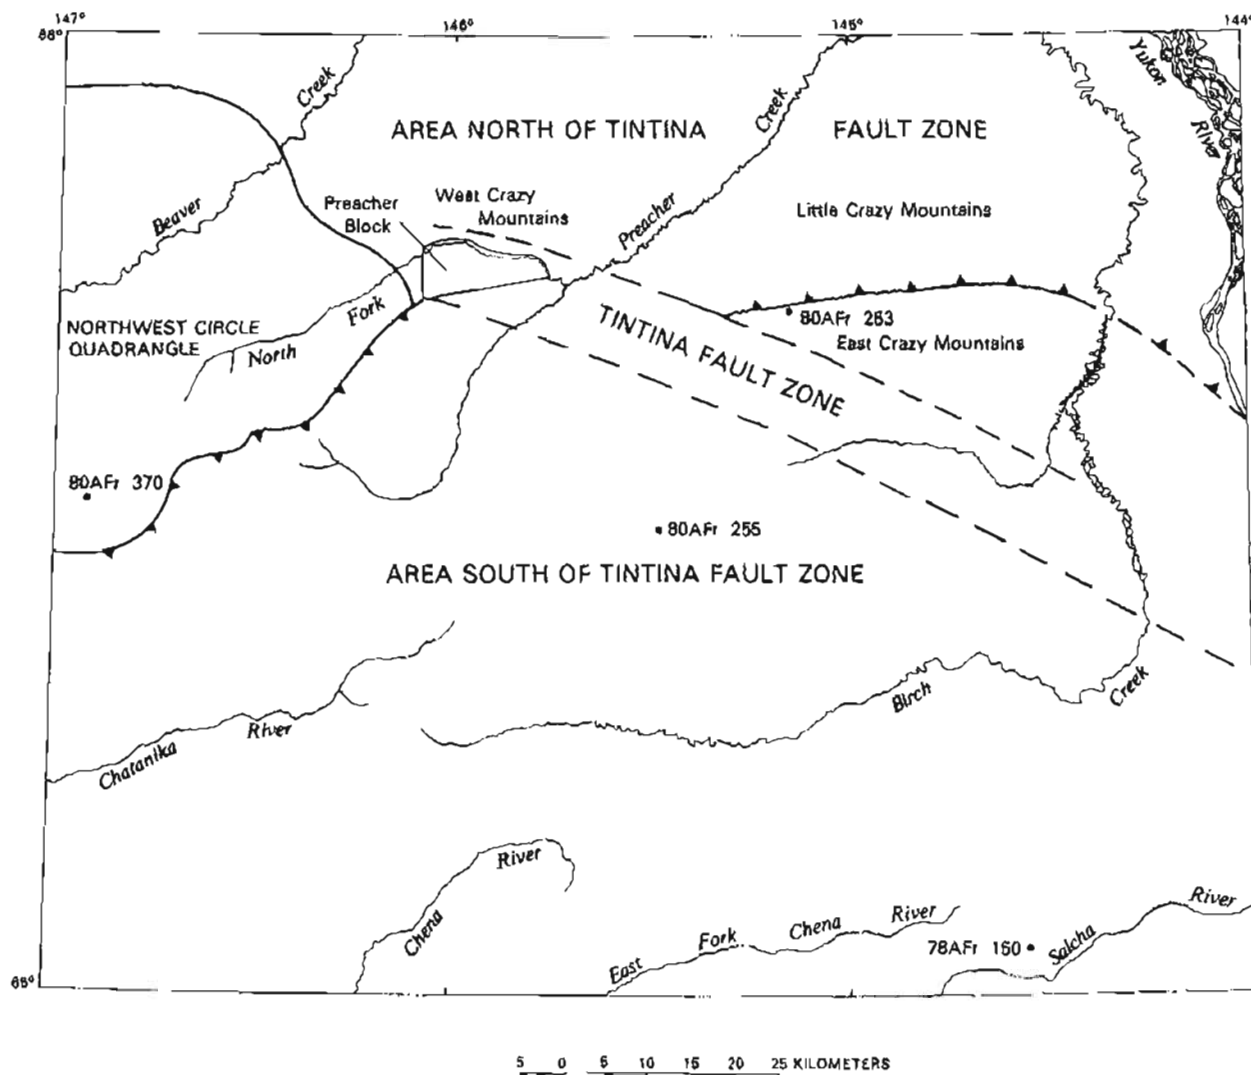 147°
146°
145°
144°
AREA NORTH OF TINTINA
FAULT ZONE
Creek
Beaver
Creek
Preacher
Yukon
River
Preacher
Block
West Crazy
Mountains
Little Crazy Mountains
NORTHWEST CIRCLE
QUADRANGLE
North
Fork
TINTINA FAULT ZONE
80AFr 263
East Crazy Mountains
80AFr 370
80AFr 255
AREA SOUTH OF TINTINA FAULT ZONE
Chatanika
River
Birch
Creek
Chena
River
East
Fork
Chena
River
78AFr 160
Salcha
River
65°
5 0 5 10 15 20 25 KILOMETERS